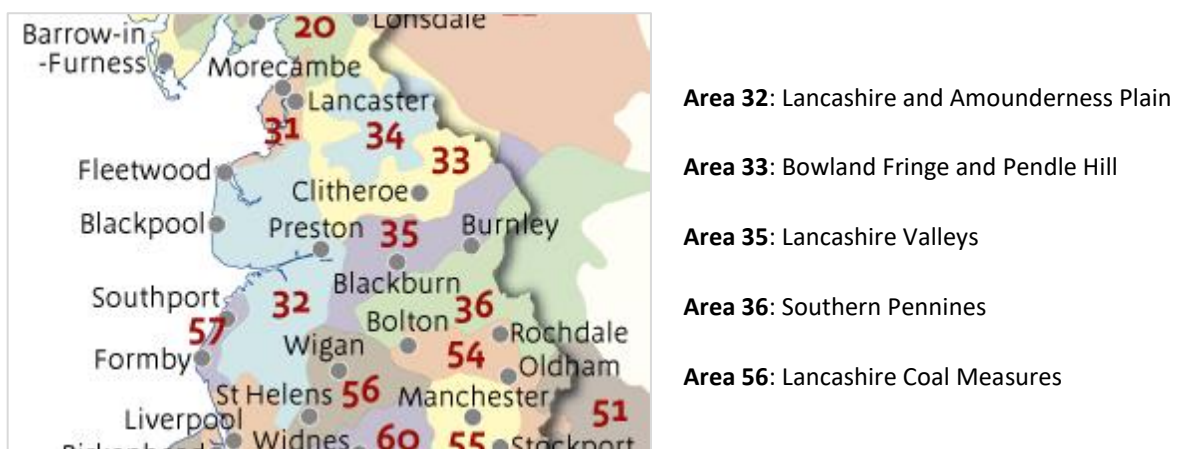 Barrow-in
-Furness
20
Lonsdale
Morecambe
Lancaster
31
34
33
Fleetwood
Clitheroe
Blackpool
Preston
35
Burnley
Blackburn
Southport
32
36
57
Bolton
Rochdale
Formby
Wigan
54
Oldham
St Helens
56
Manchester
51
Liverpool
Widnes
60
55
Stockport
Area 32: Lancashire and Amounderness Plain
Area 33: Bowland Fringe and Pendle Hill
Area 35: Lancashire Valleys
Area 36: Southern Pennines
Area 56: Lancashire Coal Measures